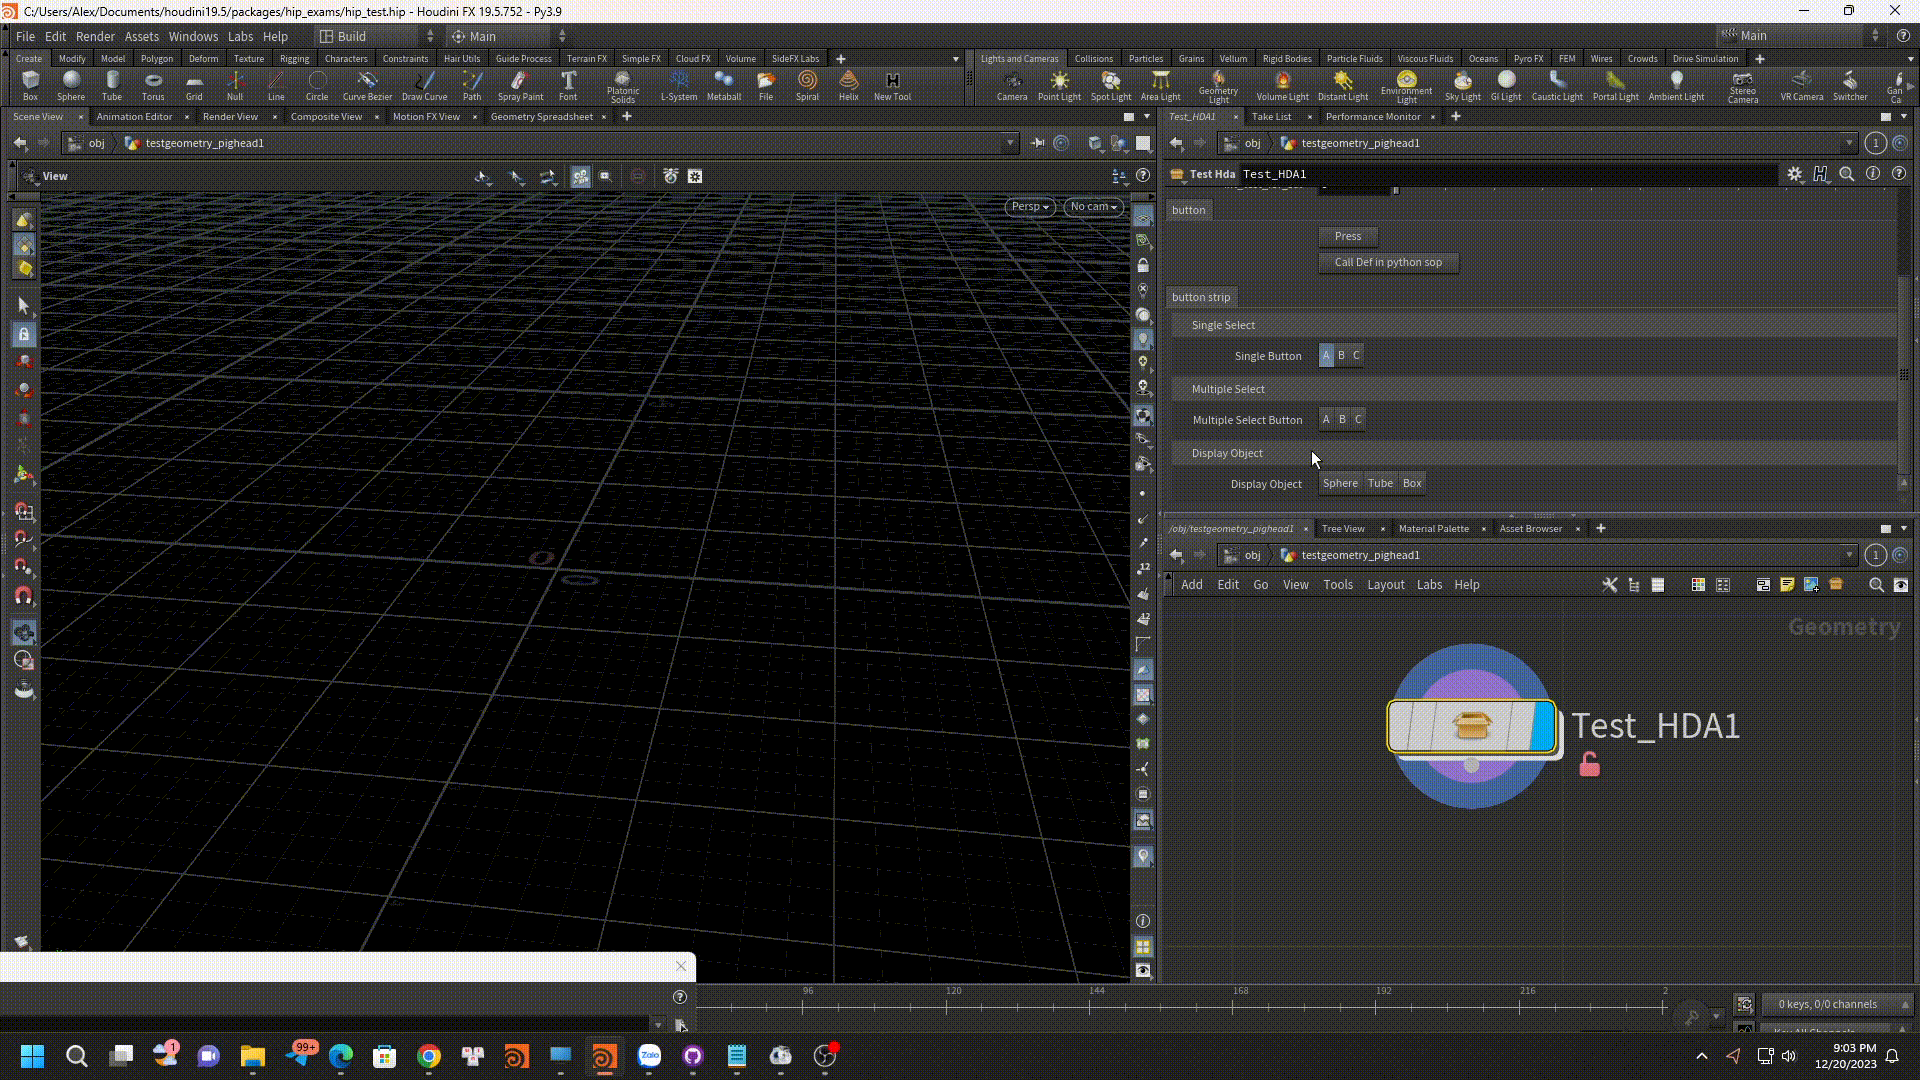 C:/Users/Alex/Documents/houdini19.5/packages/hip_exams/hip_test.hip - Houdini FX 19.5.752 - Py3.9
File Edit Render Assets Windows Labs Help Build Main Main
Create Modify Model Polygon Deform Texture Rigging Characters Constraints Hair Utils Guide Process Terrain FX Simple FX Cloud FX Volume SideFX Labs
Lights and Cameras Collisions Particles Grains Vellum Rigid Bodies Particle Fluids Viscous Fluids Oceans Pyro FX FEM Wires Crowds Drive Simulation
Box Sphere Tube Torus Grid Null Line Circle Curve Bezier Draw Curve Path Spray Paint Font Platonic Solids L-System Metaball File Spiral Helix New Tool
Camera Point Light Spot Light Area Light Geometry Light Volume Light Distant Light Environment Light Sky Light GI Light Caustic Light Portal Light Ambient Light Stereo Camera VR Camera Switcher Gan Ca
Scene View Animation Editor Render View Composite View Motion FX View Geometry Spreadsheet
Test_HDA1 Take List Performance Monitor
obj testgeometry_pighead1
obj testgeometry_pighead1 1
View
Test Hda Test_HDA1
Persp No cam
button
Press
Call Def in python sop
button strip
Single Select
Single Button A B C
Multiple Select
Multiple Select Button A B C
Display Object
Display Object Sphere Tube Box
/obj/testgeometry_pighead1 Tree View Material Palette Asset Browser
obj testgeometry_pighead1 1
Add Edit Go View Tools Layout Labs Help
Geometry
Test_HDA1
96 120 144 168 192 216 2
0 keys, 0/0 channels
1 99+ Zalo
9:03 PM
12/20/2023